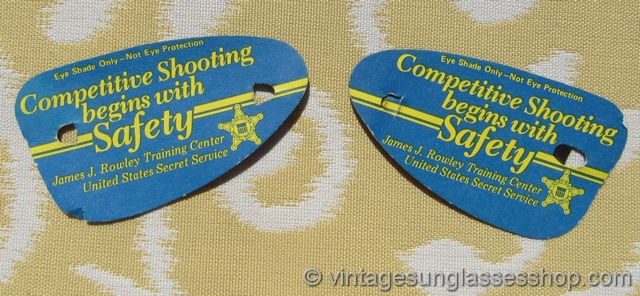 Eye Shade Only—Not Eye Protection
Competitive Shooting
begins with
Safety
James J. Rowley Training Center
United States Secret Service
Eye Shade Only—Not Eye Protection
Competitive Shooting
begins with
Safety
James J. Rowley Training Center
United States Secret Service
© vintagesunglassesshop.com